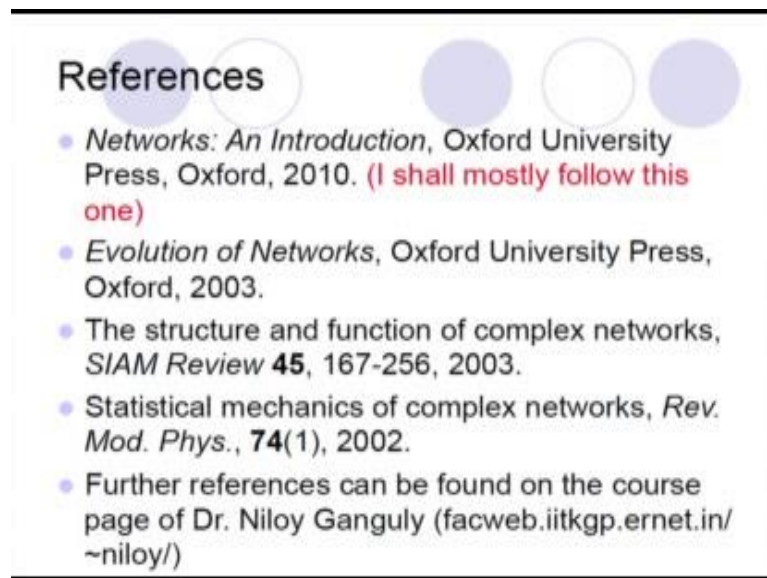 References
Networks: An Introduction, Oxford University
Press, Oxford, 2010. (I shall mostly follow this
one)
Evolution of Networks, Oxford University Press,
Oxford, 2003.
The structure and function of complex networks,
SIAM Review 45, 167-256, 2003.
Statistical mechanics of complex networks, Rev.
Mod. Phys., 74(1), 2002.
Further references can be found on the course
page of Dr. Niloy Ganguly (facweb.iitkgp.ernet.in/
~niloy/)